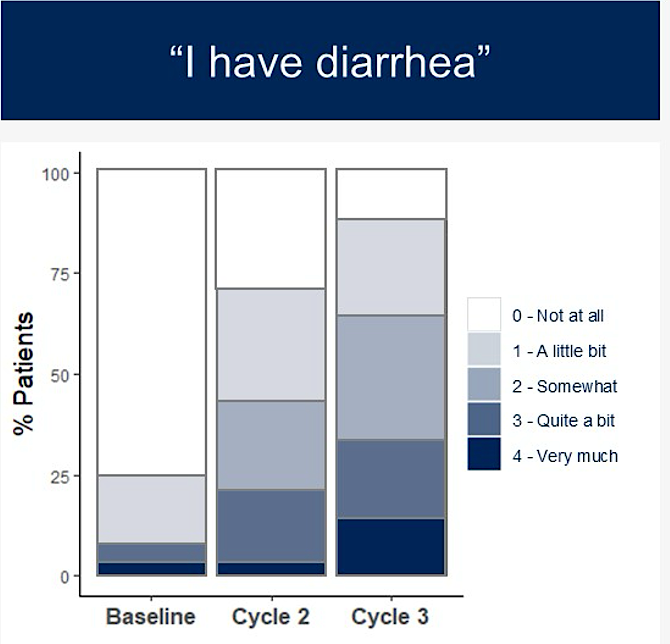 “I have diarrhea”
100
75
50
25
0
% Patients
Baseline
Cycle 2
Cycle 3
0 - Not at all
1 - A little bit
2 - Somewhat
3 - Quite a bit
4 - Very much